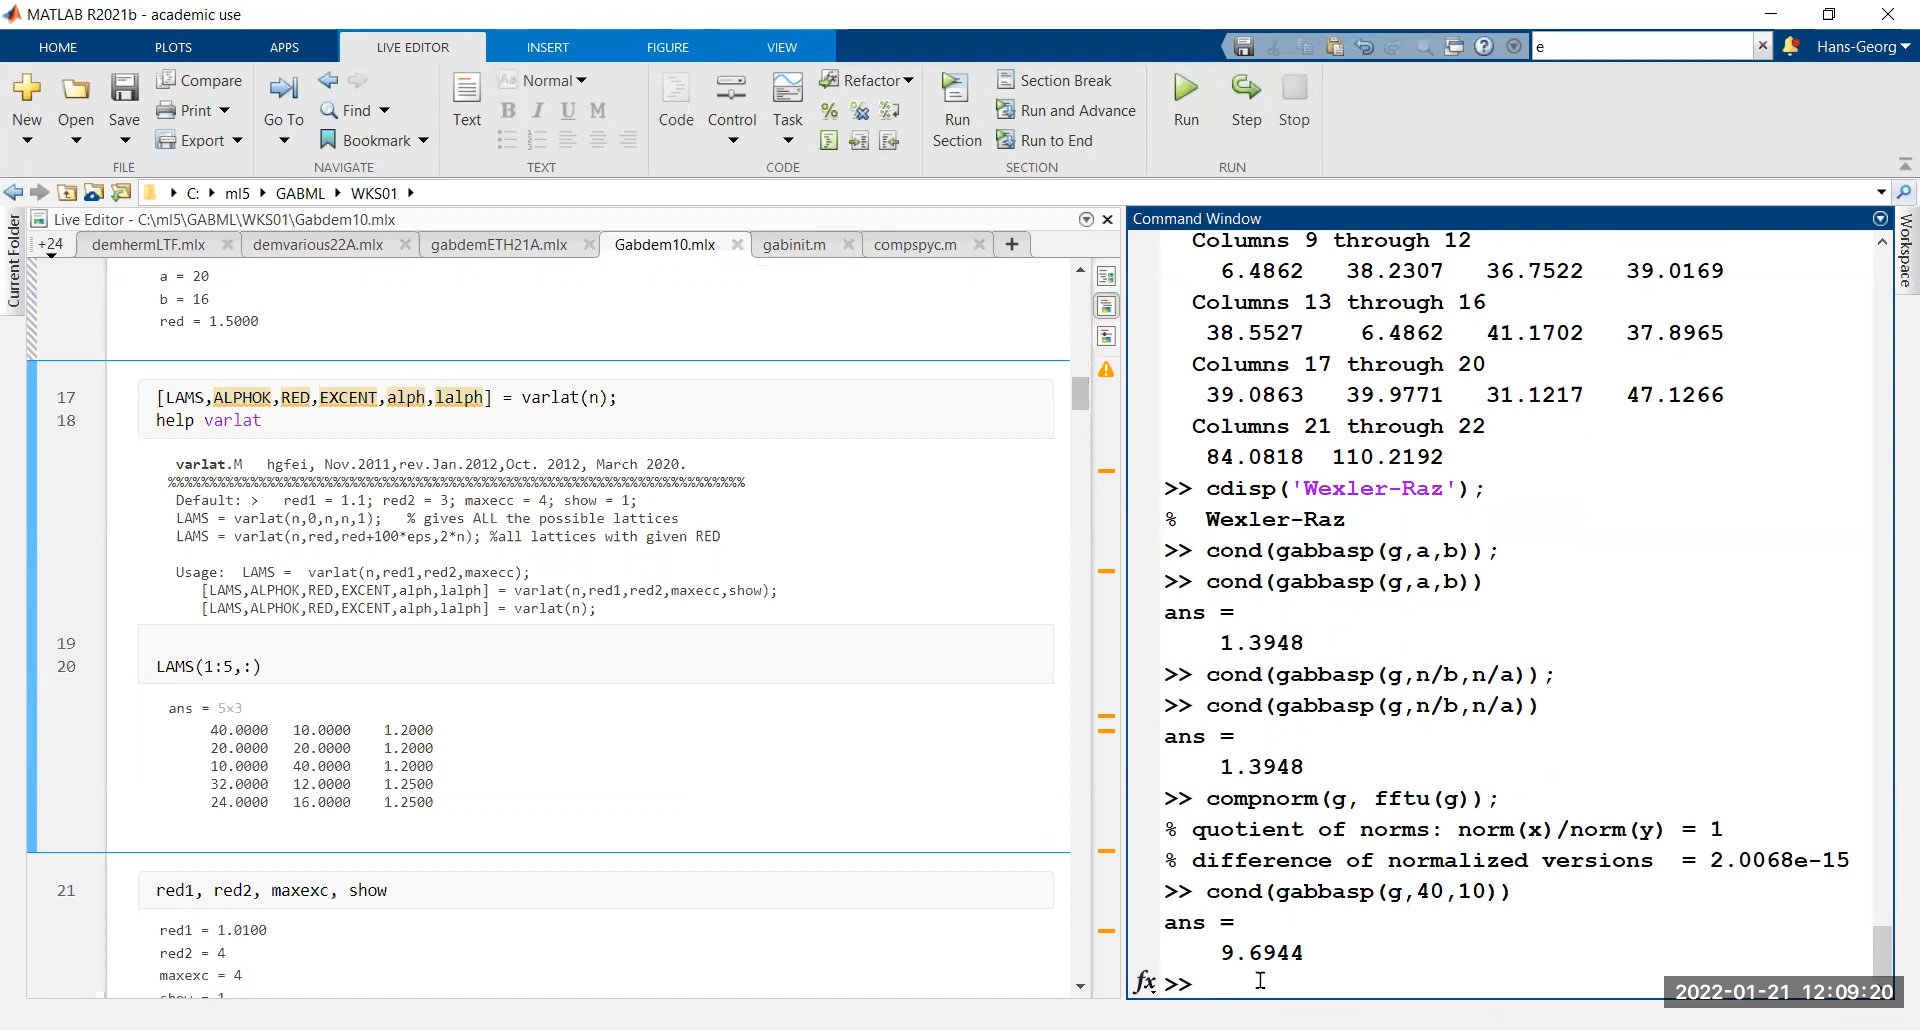 MATLAB R2021b - academic use
HOME PLOTS APPS LIVE EDITOR INSERT FIGURE VIEW e Hans-Georg
New Open Save Compare Print Export FILE
Go To Find Bookmark NAVIGATE
Text Aa Normal B I U M TEXT
Code Control Task Refactor CODE
Run Section Section Break Run and Advance Run to End SECTION
Run Step Stop RUN
C: ml5 GABML WKS01
Current Folder
Live Editor - C:\ml5\GABML\WKS01\Gabdem10.mlx
+24 demhermLTF.mlx demvarious22A.mlx gabdemETH21A.mlx Gabdem10.mlx gabinit.m compspyc.m
a = 20
b = 16
red = 1.5000
17 [LAMS,ALPHOK,RED,EXCENT,alph,lalph] = varlat(n);
18 help varlat
varlat.M hgfei, Nov.2011,rev.Jan.2012,Oct. 2012, March 2020.
%%%%%%%%%%%%%%%%%%%%%%%%%%%%%%%%%%%%%%%%%%%%%%%%%%%%%%%%%%%%%%%%%%%%%%
Default: > red1 = 1.1; red2 = 3; maxecc = 4; show = 1;
LAMS = varlat(n,0,n,n,1); % gives ALL the possible lattices
LAMS = varlat(n,red,red+100*eps,2*n); %all lattices with given RED
Usage: LAMS = varlat(n,red1,red2,maxecc);
[LAMS,ALPHOK,RED,EXCENT,alph,lalph] = varlat(n,red1,red2,maxecc,show);
[LAMS,ALPHOK,RED,EXCENT,alph,lalph] = varlat(n);
19
20 LAMS(1:5,:)
ans = 5×3
40.0000 10.0000 1.2000
20.0000 20.0000 1.2000
10.0000 40.0000 1.2000
32.0000 12.0000 1.2500
24.0000 16.0000 1.2500
21 red1, red2, maxexc, show
red1 = 1.0100
red2 = 4
maxexc = 4
show = 1
Command Window
Workspace
Columns 9 through 12
6.4862 38.2307 36.7522 39.0169
Columns 13 through 16
38.5527 6.4862 41.1702 37.8965
Columns 17 through 20
39.0863 39.9771 31.1217 47.1266
Columns 21 through 22
84.0818 110.2192
>> cdisp('Wexler-Raz');
% Wexler-Raz
>> cond(gabbasp(g,a,b));
>> cond(gabbasp(g,a,b))
ans =
1.3948
>> cond(gabbasp(g,n/b,n/a));
>> cond(gabbasp(g,n/b,n/a))
ans =
1.3948
>> compnorm(g, fftu(g));
% quotient of norms: norm(x)/norm(y) = 1
% difference of normalized versions = 2.0068e-15
>> cond(gabbasp(g,40,10))
ans =
9.6944
fx >>
2022-01-21 12:09:20